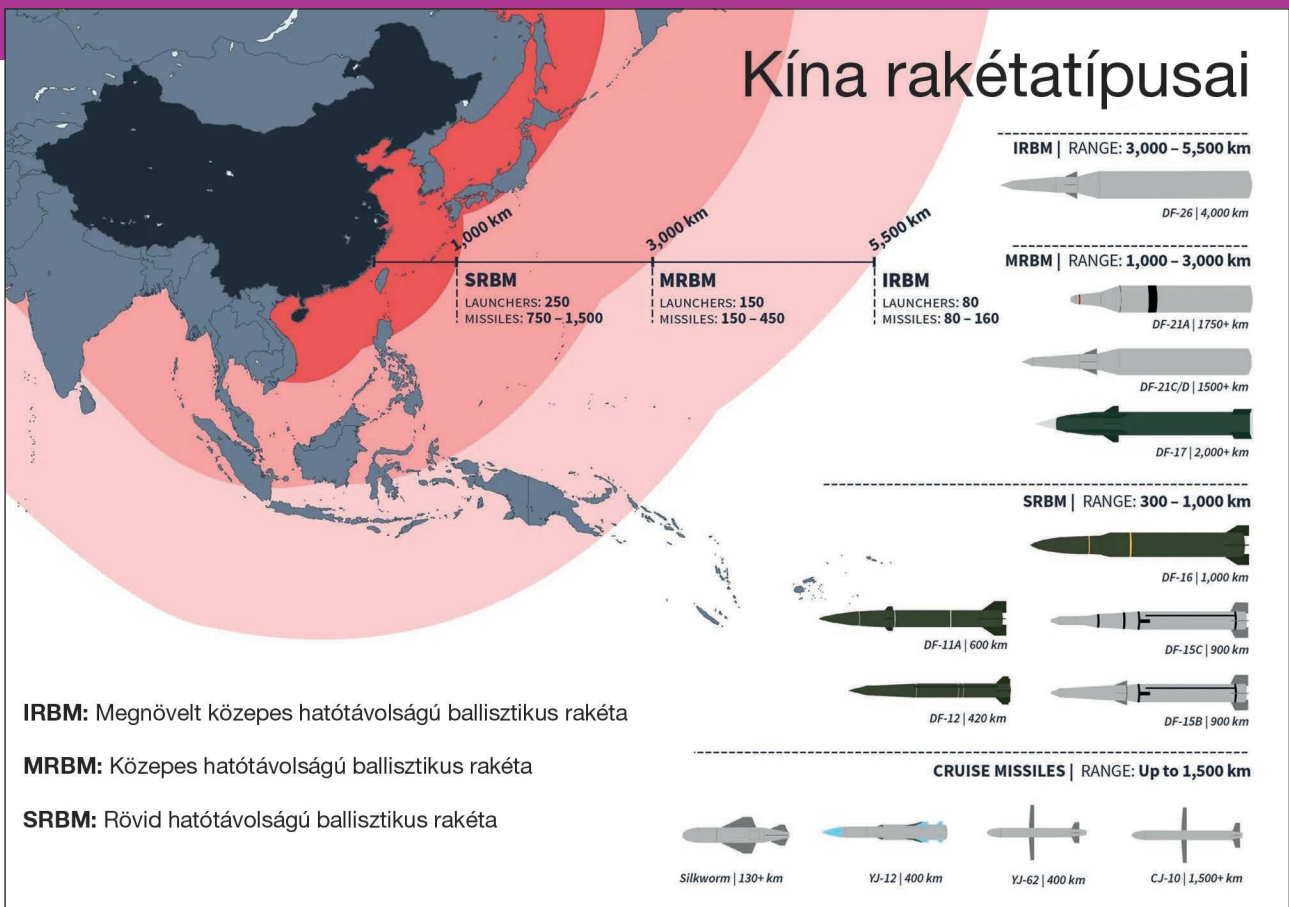 Kína rakétatípusai
1,000 km
3,000 km
5,500 km
SRBM
LAUNCHERS: 250
MISSILES: 750 – 1,500
MRBM
LAUNCHERS: 150
MISSILES: 150 – 450
IRBM
LAUNCHERS: 80
MISSILES: 80 – 160
IRBM | RANGE: 3,000 – 5,500 km
DF-26 | 4,000 km
MRBM | RANGE: 1,000 – 3,000 km
DF-21A | 1750+ km
DF-21C/D | 1500+ km
DF-17 | 2,000+ km
SRBM | RANGE: 300 – 1,000 km
DF-16 | 1,000 km
DF-11A | 600 km
DF-15C | 900 km
DF-12 | 420 km
DF-15B | 900 km
CRUISE MISSILES | RANGE: Up to 1,500 km
Silkworm | 130+ km
YJ-12 | 400 km
YJ-62 | 400 km
CJ-10 | 1,500+ km
IRBM: Megnövelt közepes hatótávolságú ballisztikus rakéta
MRBM: Közepes hatótávolságú ballisztikus rakéta
SRBM: Rövid hatótávolságú ballisztikus rakéta